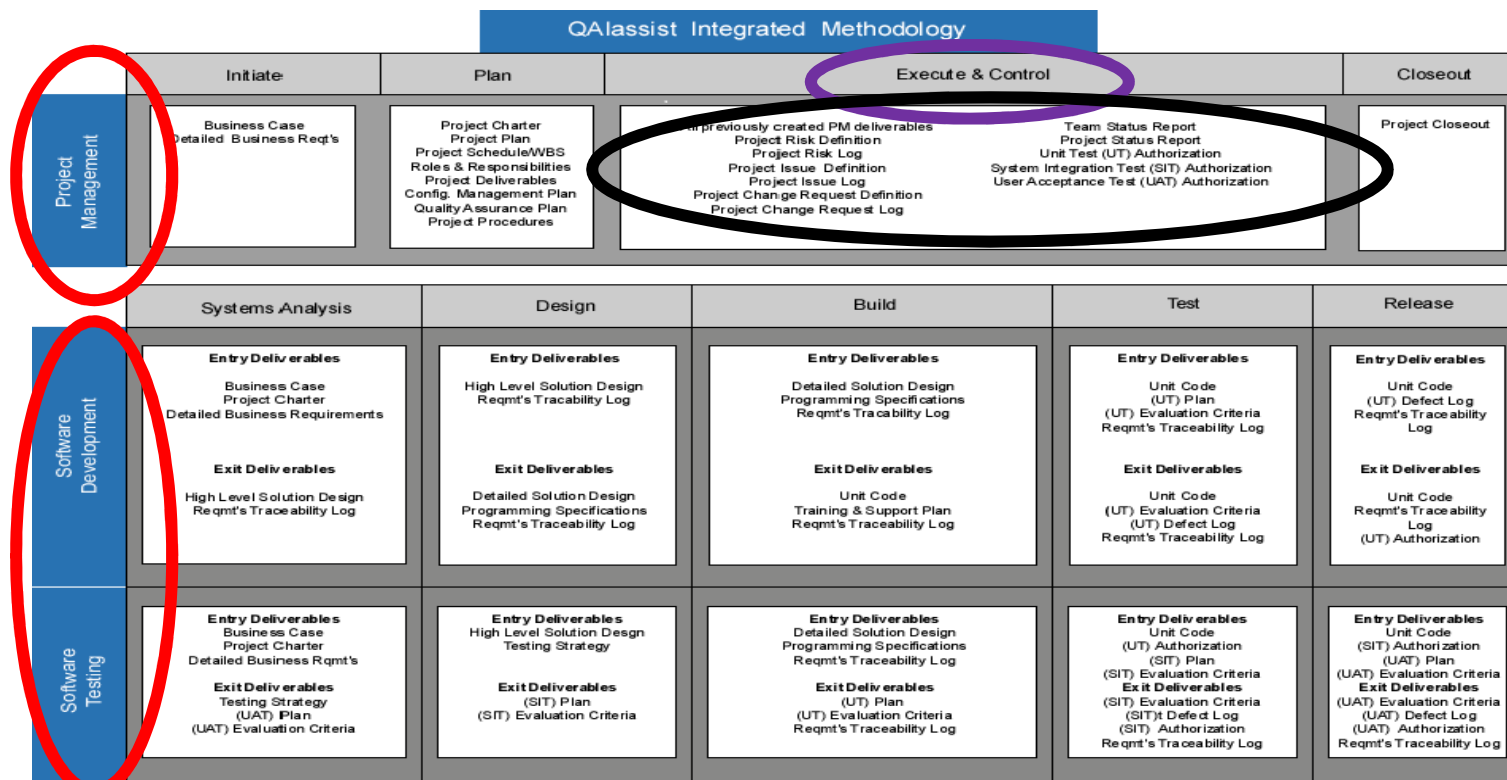 QAIassist Integrated Methodology
Initiate
Plan
Execute & Control
Closeout
Project
Management
Business Case
Detailed Business Reqt's
Project Charter
Project Plan
Project Schedule/WBS
Roles & Responsibilities
Project Deliverables
Config. Management Plan
Quality Assurance Plan
Project Procedures
previously created PM deliverables
Project Risk Definition
Project Risk Log
Project Issue Definition
Project Issue Log
Project Change Request Definition
Project Change Request Log
Team Status Report
Project Status Report
Unit Test (UT) Authorization
System Integration Test (SIT) Authorization
User Acceptance Test (UAT) Authorization
Project Closeout
Systems Analysis
Design
Build
Test
Release
Software
Development
Entry Deliverables
Business Case
Project Charter
Detailed Business Requirements
Exit Deliverables
High Level Solution Design
Reqmt's Traceability Log
Entry Deliverables
High Level Solution Design
Reqmt's Tracability Log
Exit Deliverables
Detailed Solution Design
Programming Specifications
Reqmt's Traceability Log
Entry Deliverables
Detailed Solution Design
Programming Specifications
Reqmt's Tracability Log
Exit Deliverables
Unit Code
Training & Support Plan
Reqmt's Traceability Log
Entry Deliverables
Unit Code
(UT) Plan
(UT) Evaluation Criteria
Reqmt's Traceability Log
Exit Deliverables
Unit Code
(UT) Evaluation Criteria
(UT) Defect Log
Reqmt's Traceability Log
Entry Deliverables
Unit Code
(UT) Defect Log
Reqmt's Traceability
Log
Exit Deliverables
Unit Code
Reqmt's Traceability
Log
(UT) Authorization
Software
Testing
Entry Deliverables
Business Case
Project Charter
Detailed Business Rqmt's
Exit Deliverables
Testing Strategy
(UAT) Plan
(UAT) Evaluation Criteria
Entry Deliverables
High Level Solution Desgn
Testing Strategy
Exit Deliverables
(SIT) Plan
(SIT) Evaluation Criteria
Entry Deliverables
Detailed Solution Design
Programming Specifications
Reqmt's Traceability Log
Exit Deliverables
(UT) Plan
(UT) Evaluation Criteria
Reqmt's Traceability Log
Entry Deliverables
Unit Code
(UT) Authorization
(SIT) Plan
(SIT) Evaluation Criteria
Exit Deliverables
(SIT) Evaluation Criteria
(SIT)t Defect Log
(SIT) Authorization
Reqmt's Traceability Log
Entry Deliverables
Unit Code
(SIT) Authorization
(UAT) Plan
(UAT) Evaluation Criteria
Exit Deliverables
(UAT) Evaluation Criteria
(UAT) Defect Log
(UAT) Authorization
Reqmt's Traceability Log